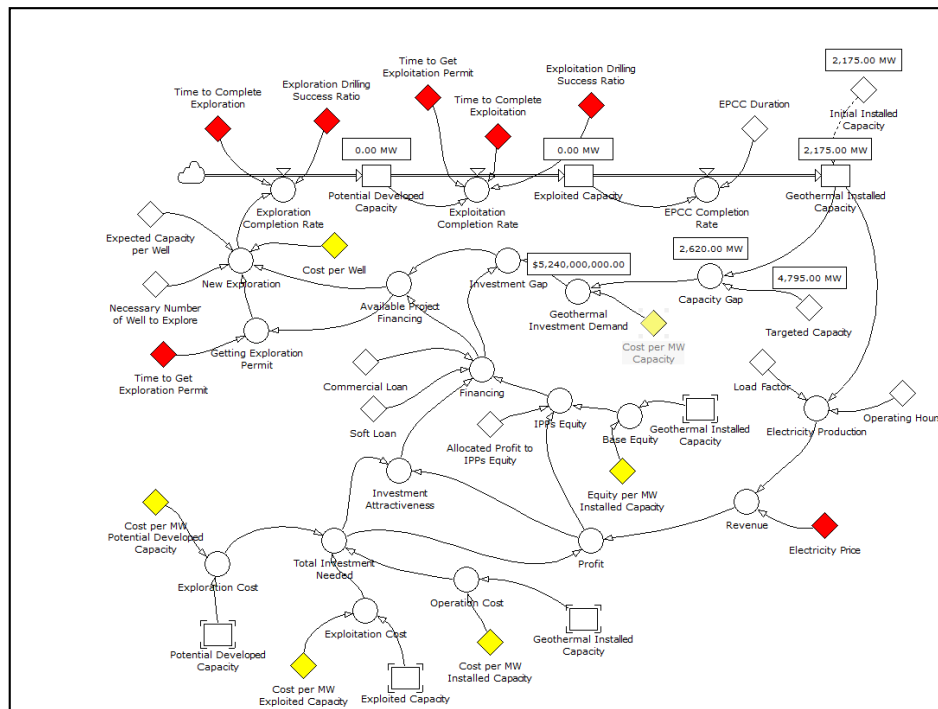 2,175.00 MW
Time to Get
Exploitation Permit
Exploitation Drilling
Success Ratio
Time to Complete
Exploration
Exploration Drilling
Success Ratio
Time to Complete
Exploitation
EPCC Duration
Initial Installed
Capacity
0.00 MW
0.00 MW
2,175.00 MW
Exploration
Completion Rate
Potential Developed
Capacity
Exploitation
Completion Rate
Exploited Capacity
EPCC Completion
Rate
Geothermal Installed
Capacity
Expected Capacity
per Well
Cost per Well
New Exploration
$5,240,000,000.00
2,620.00 MW
4,795.00 MW
Investment Gap
Capacity Gap
Available Project
Financing
Necessary Number
of Well to Explore
Geothermal
Investment Demand
Targeted Capacity
Getting Exploration
Permit
Cost per MW
Capacity
Time to Get
Exploration Permit
Commercial Loan
Financing
Load Factor
Operating Hour
Soft Loan
IPPs Equity
Base Equity
Geothermal Installed
Capacity
Electricity Production
Allocated Profit to
IPPs Equity
Investment
Attractiveness
Equity per MW
Installed Capacity
Revenue
Cost per MW
Potential Developed
Capacity
Electricity Price
Total Investment
Needed
Profit
Exploration Cost
Operation Cost
Exploitation Cost
Geothermal Installed
Capacity
Potential Developed
Capacity
Cost per MW
Installed Capacity
Cost per MW
Exploited Capacity
Exploited Capacity